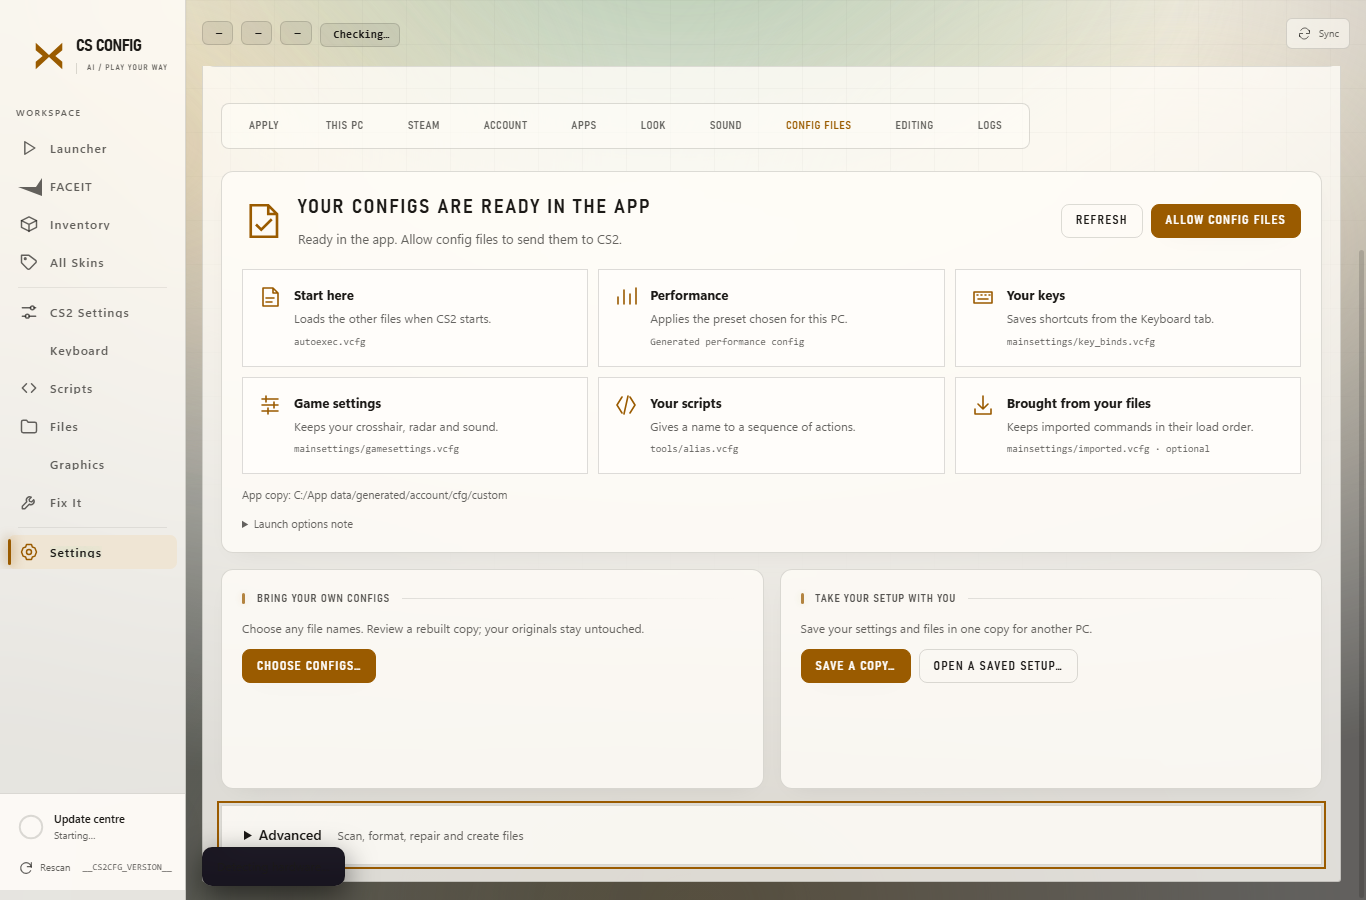 CS CONFIG
AI / PLAY YOUR WAY
WORKSPACE
Launcher
FACEIT
Inventory
All Skins
CS2 Settings
Keyboard
Scripts
Files
Graphics
Fix It
Settings
Update centre
Starting…
Rescan __CS2CFG_VERSION__
– – – Checking…
Sync
APPLY THIS PC STEAM ACCOUNT APPS LOOK SOUND CONFIG FILES EDITING LOGS
YOUR CONFIGS ARE READY IN THE APP
Ready in the app. Allow config files to send them to CS2.
REFRESH ALLOW CONFIG FILES
Start here
Loads the other files when CS2 starts.
autoexec.vcfg
Performance
Applies the preset chosen for this PC.
Generated performance config
Your keys
Saves shortcuts from the Keyboard tab.
mainsettings/key_binds.vcfg
Game settings
Keeps your crosshair, radar and sound.
mainsettings/gamesettings.vcfg
Your scripts
Gives a name to a sequence of actions.
tools/alias.vcfg
Brought from your files
Keeps imported commands in their load order.
mainsettings/imported.vcfg · optional
App copy: C:/App data/generated/account/cfg/custom
Launch options note
BRING YOUR OWN CONFIGS
Choose any file names. Review a rebuilt copy; your originals stay untouched.
CHOOSE CONFIGS…
TAKE YOUR SETUP WITH YOU
Save your settings and files in one copy for another PC.
SAVE A COPY… OPEN A SAVED SETUP…
Advanced Scan, format, repair and create files